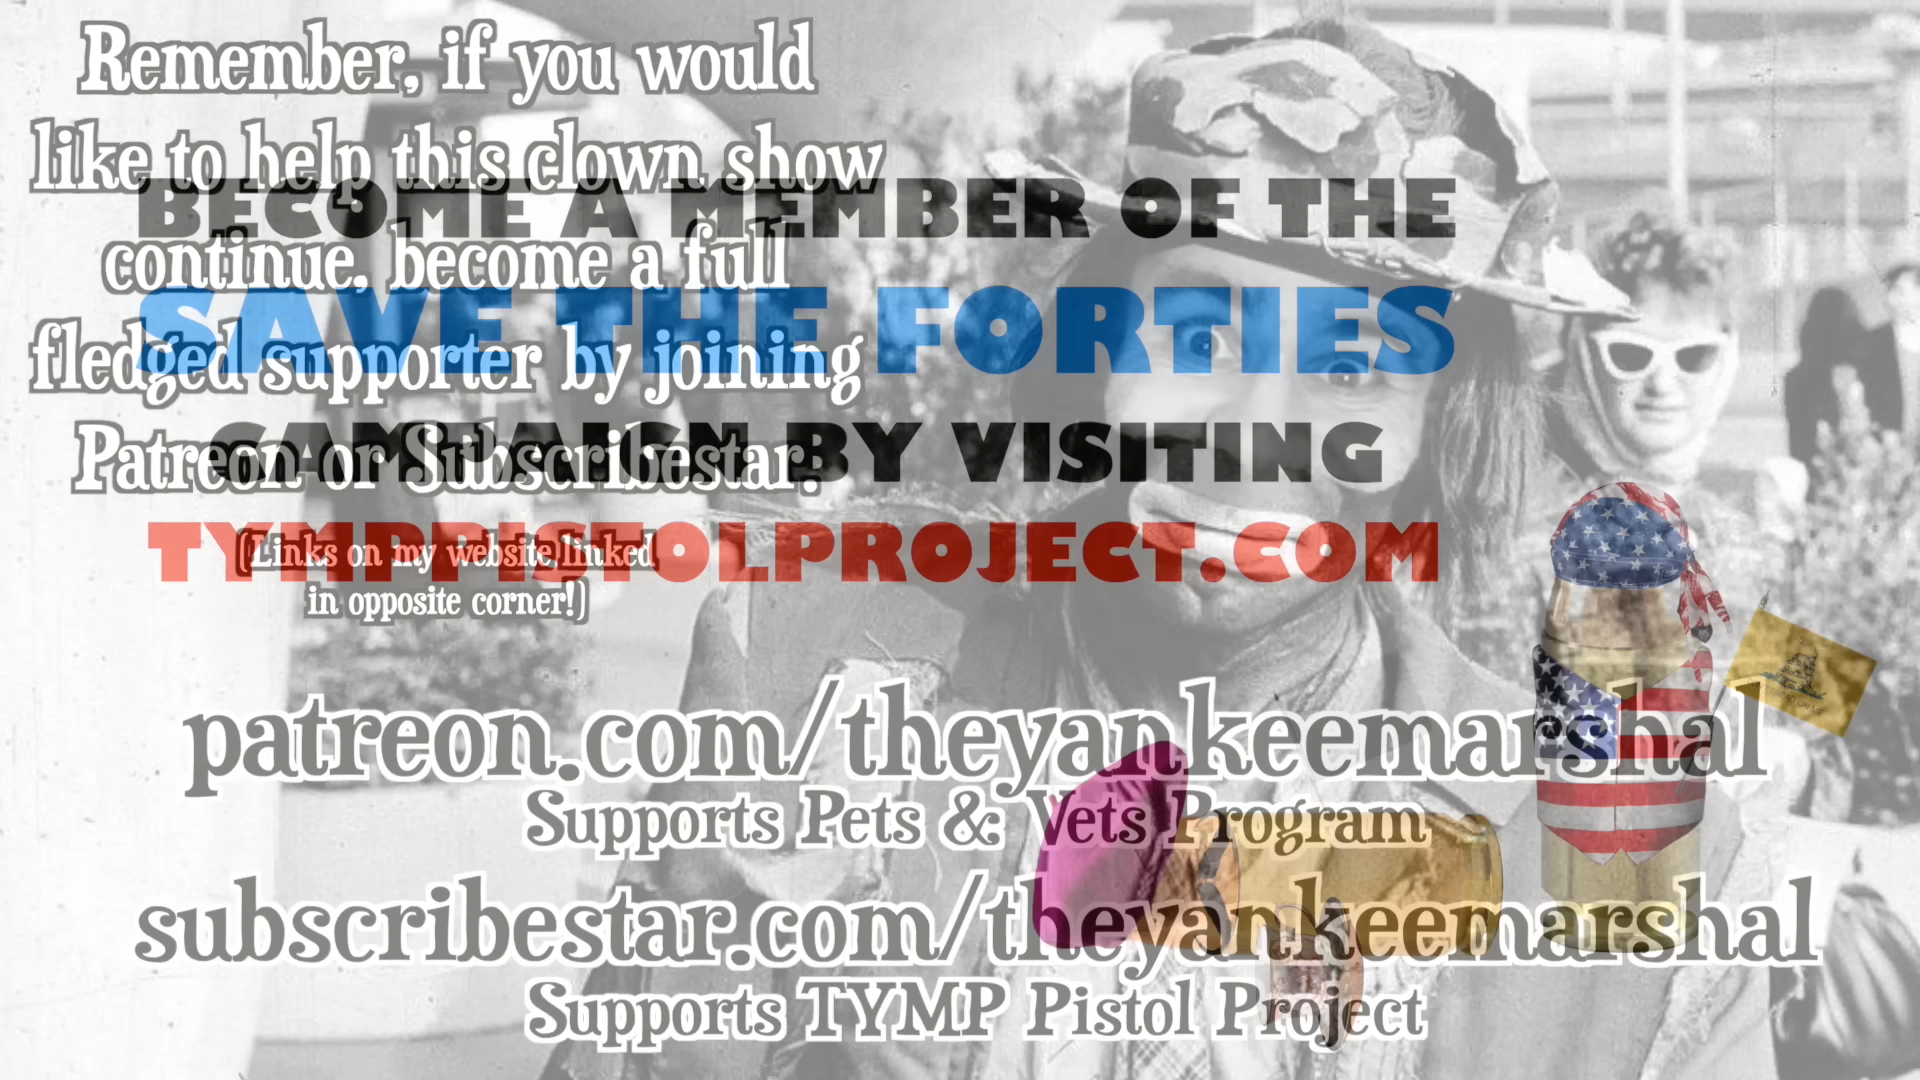 Remember, if you would
like to help this clown show
continue, become a full
fledged supporter by joining
Patreon or Subscribestar.
(Links on my website,linked
in opposite corner!)
BECOME A MEMBER OF THE
SAVE THE FORTIES
CAMPAIGN BY VISITING
TYMPPISTOLPROJECT.COM
patreon.com/theyankeemarshal
Supports Pets & Vets Program
subscribestar.com/theyankeemarshal
Supports TYMP Pistol Project